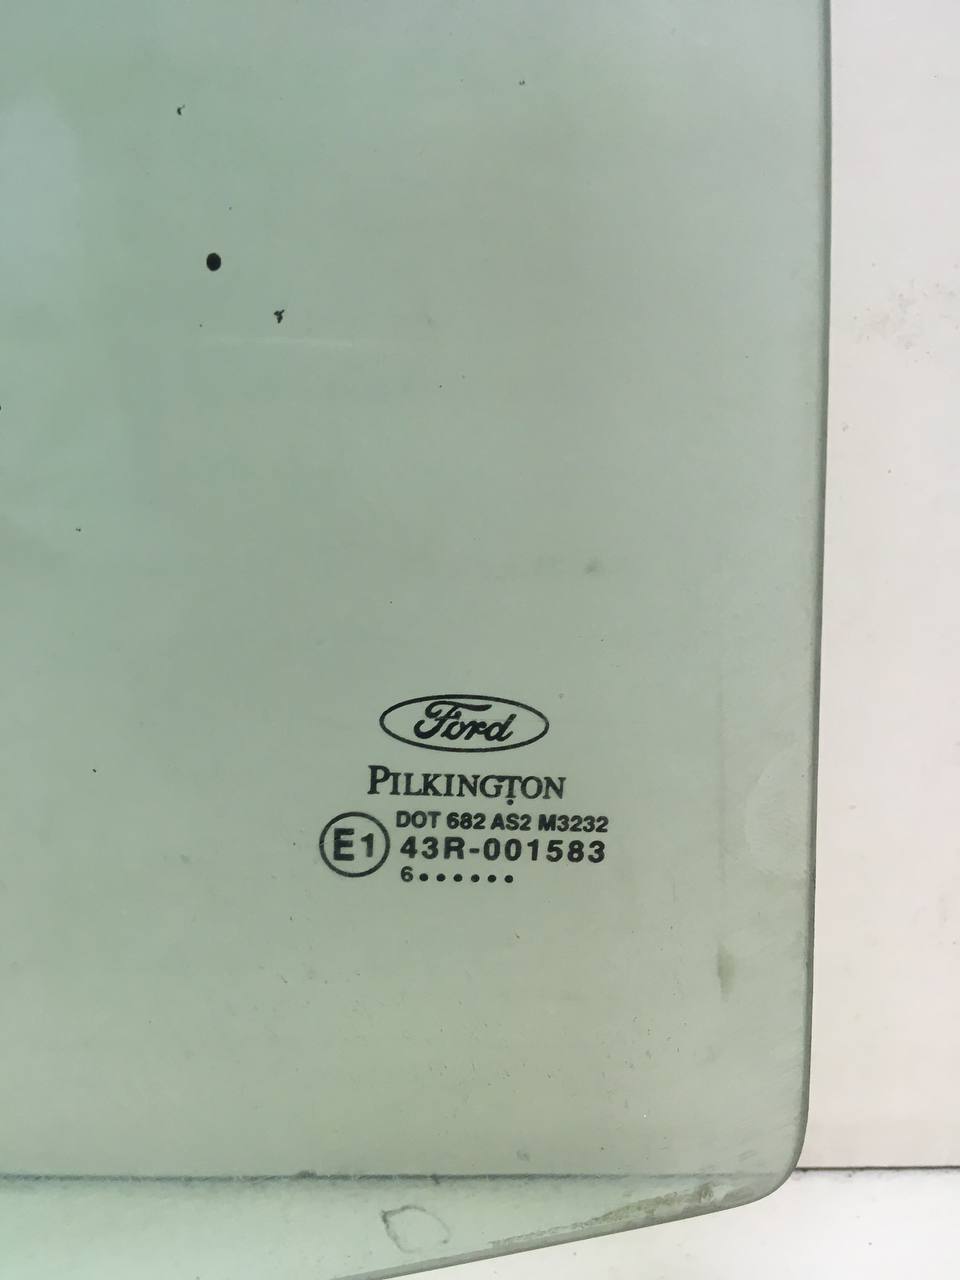 Ford
PILKINGTON
DOT 682 AS2 M3232
E1 43R-001583
6••••••